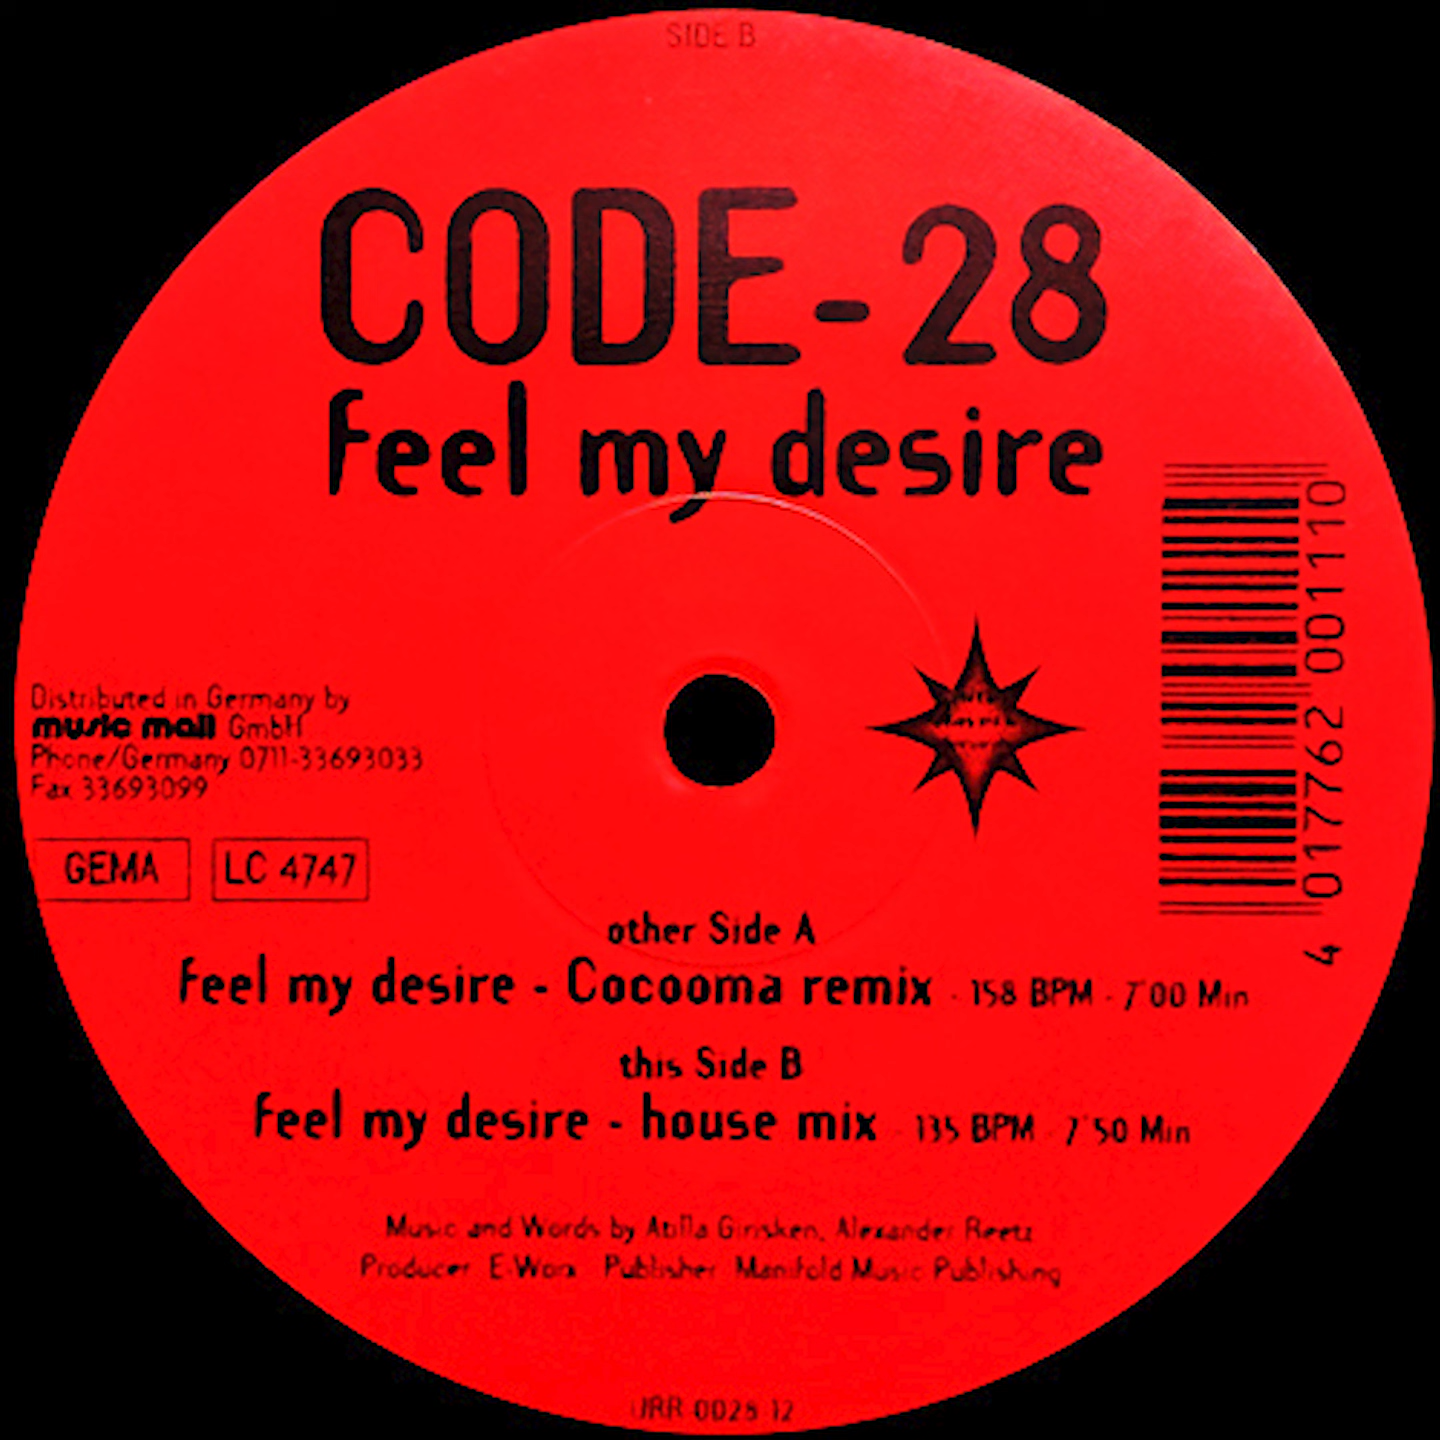 SIDE B
CODE-28
Feel my desire
4 017762 001110
Distributed in Germany by
music mall GmbH
Phone/Germany 0711-33693033
Fax 33693099
GEMA
LC 4747
other Side A
Feel my desire - Cocooma remix - 158 BPM - 7'00 Min
this Side B
Feel my desire - house mix - 135 BPM - 7'50 Min
Music and Words by Atilla Ginsken, Alexander Reetz
Producer E-Worx Publisher Manifold Music Publishing
URR 0028-12